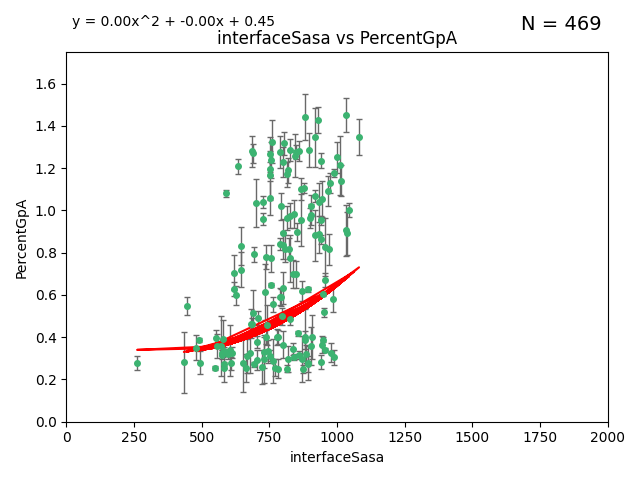 y = 0.00x^2 + -0.00x + 0.45
N = 469
interfaceSasa vs PercentGpA
PercentGpA
1.6
1.4
1.2
1.0
0.8
0.6
0.4
0.2
0.0
0 250 500 750 1000 1250 1500 1750 2000
interfaceSasa